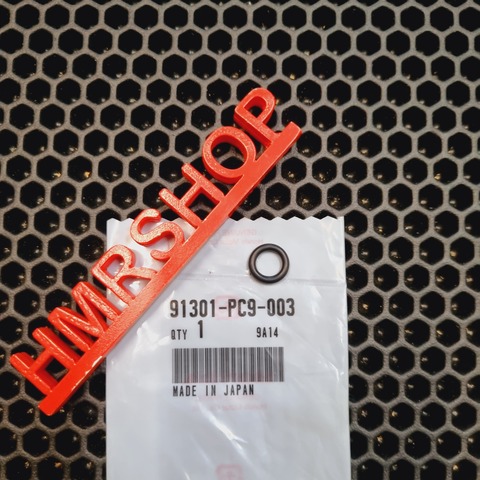 HMRSHOP
91301-PC9-003
QTY 1 9A14
MADE IN JAPAN